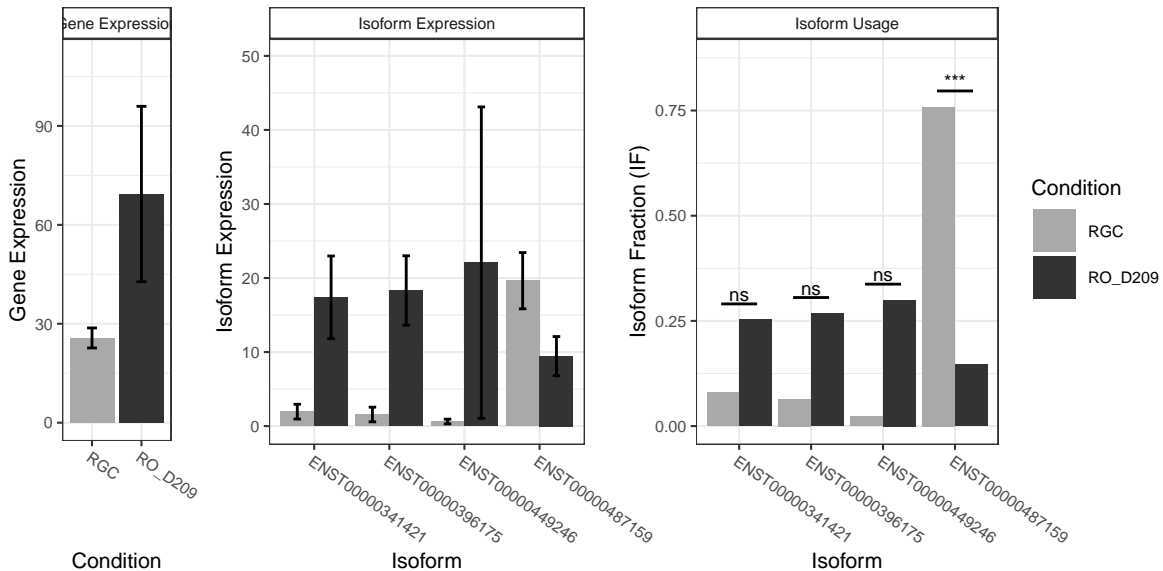 Gene Expression
Isoform Expression
Isoform Usage
Gene Expression
0
30
60
90
RGC
RO_D209
Condition
Isoform Expression
0
10
20
30
40
50
ENST00000341421
ENST00000396175
ENST00000449246
ENST00000487159
Isoform
Isoform Fraction (IF)
0.00
0.25
0.50
0.75
ns
ns
ns
***
ENST00000341421
ENST00000396175
ENST00000449246
ENST00000487159
Isoform
Condition
RGC
RO_D209